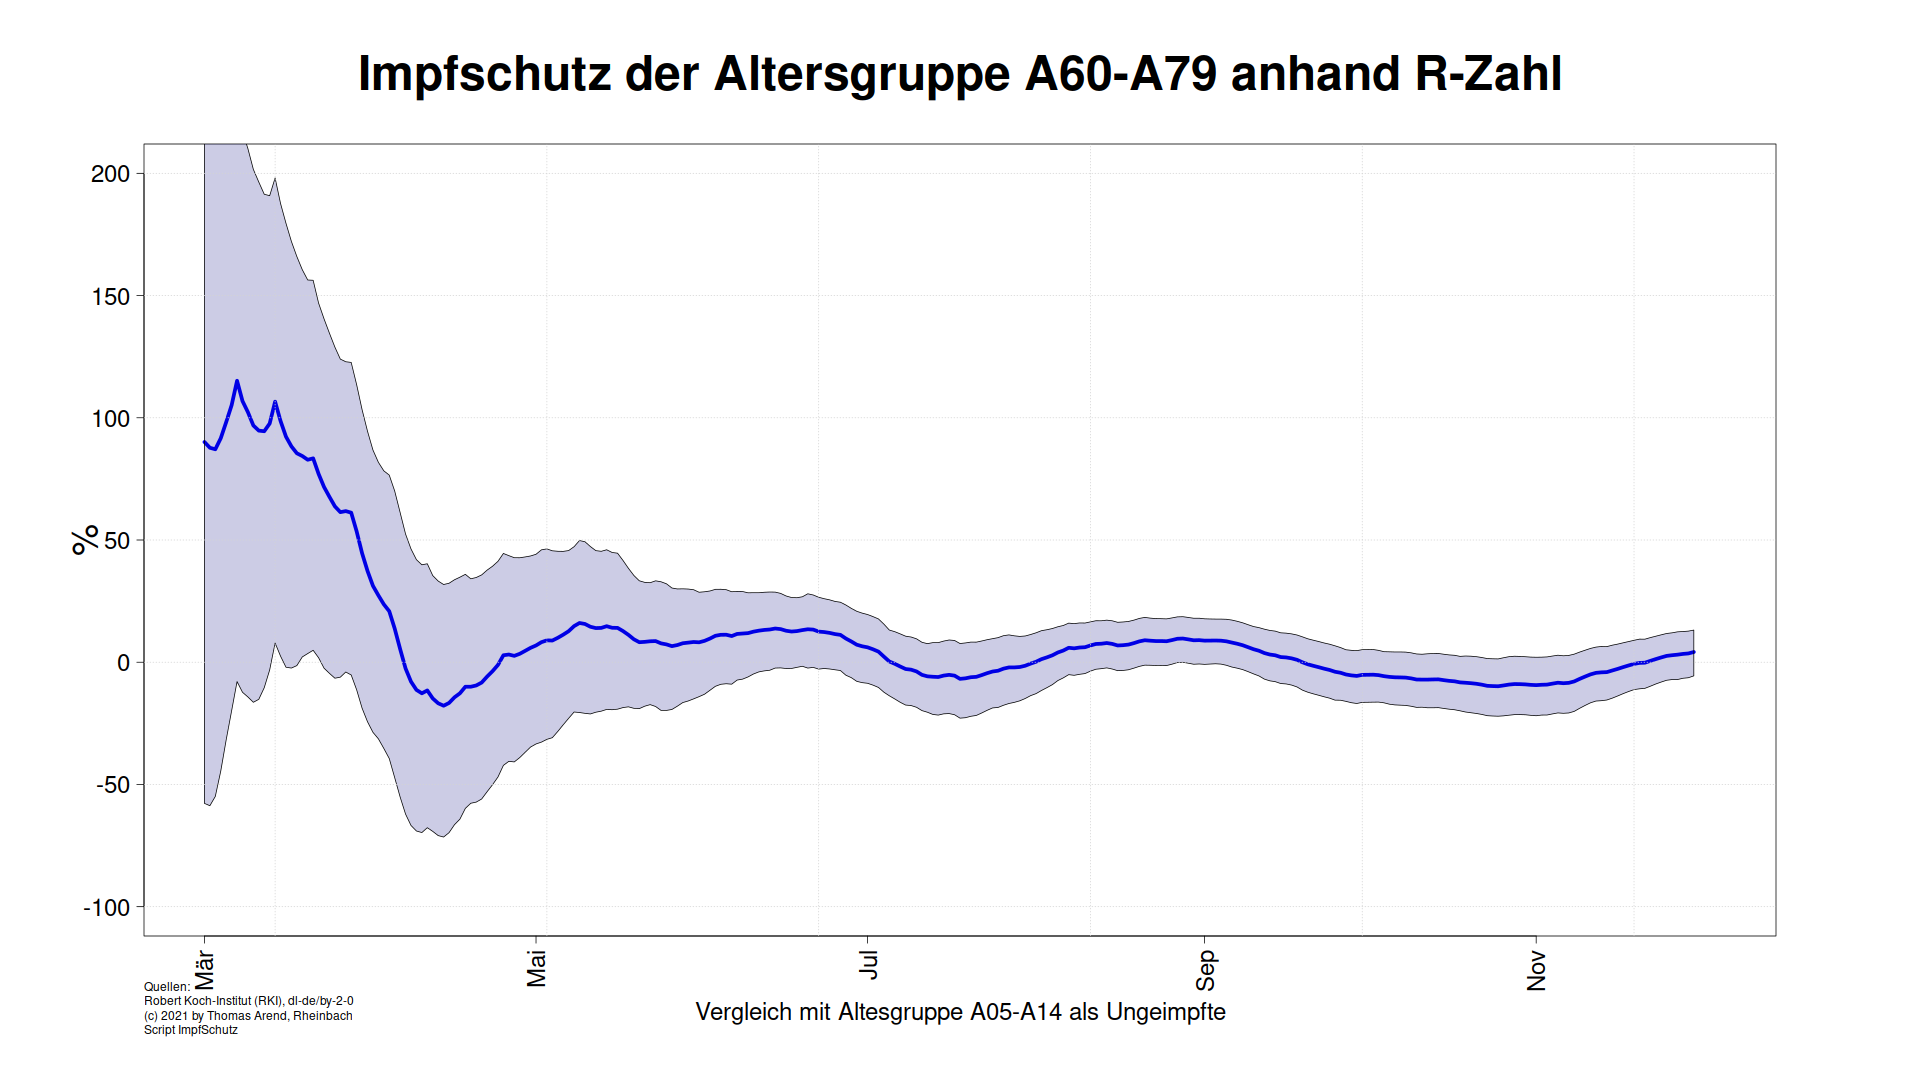 Impfschutz der Altersgruppe A60-A79 anhand R-Zahl
200
150
100
50
0
-50
-100
%
Mär
Mai
Jul
Sep
Nov
Vergleich mit Altesgruppe A05-A14 als Ungeimpfte
Quellen:
Robert Koch-Institut (RKI), dl-de/by-2-0
(c) 2021 by Thomas Arend, Rheinbach
Script ImpfSchutz